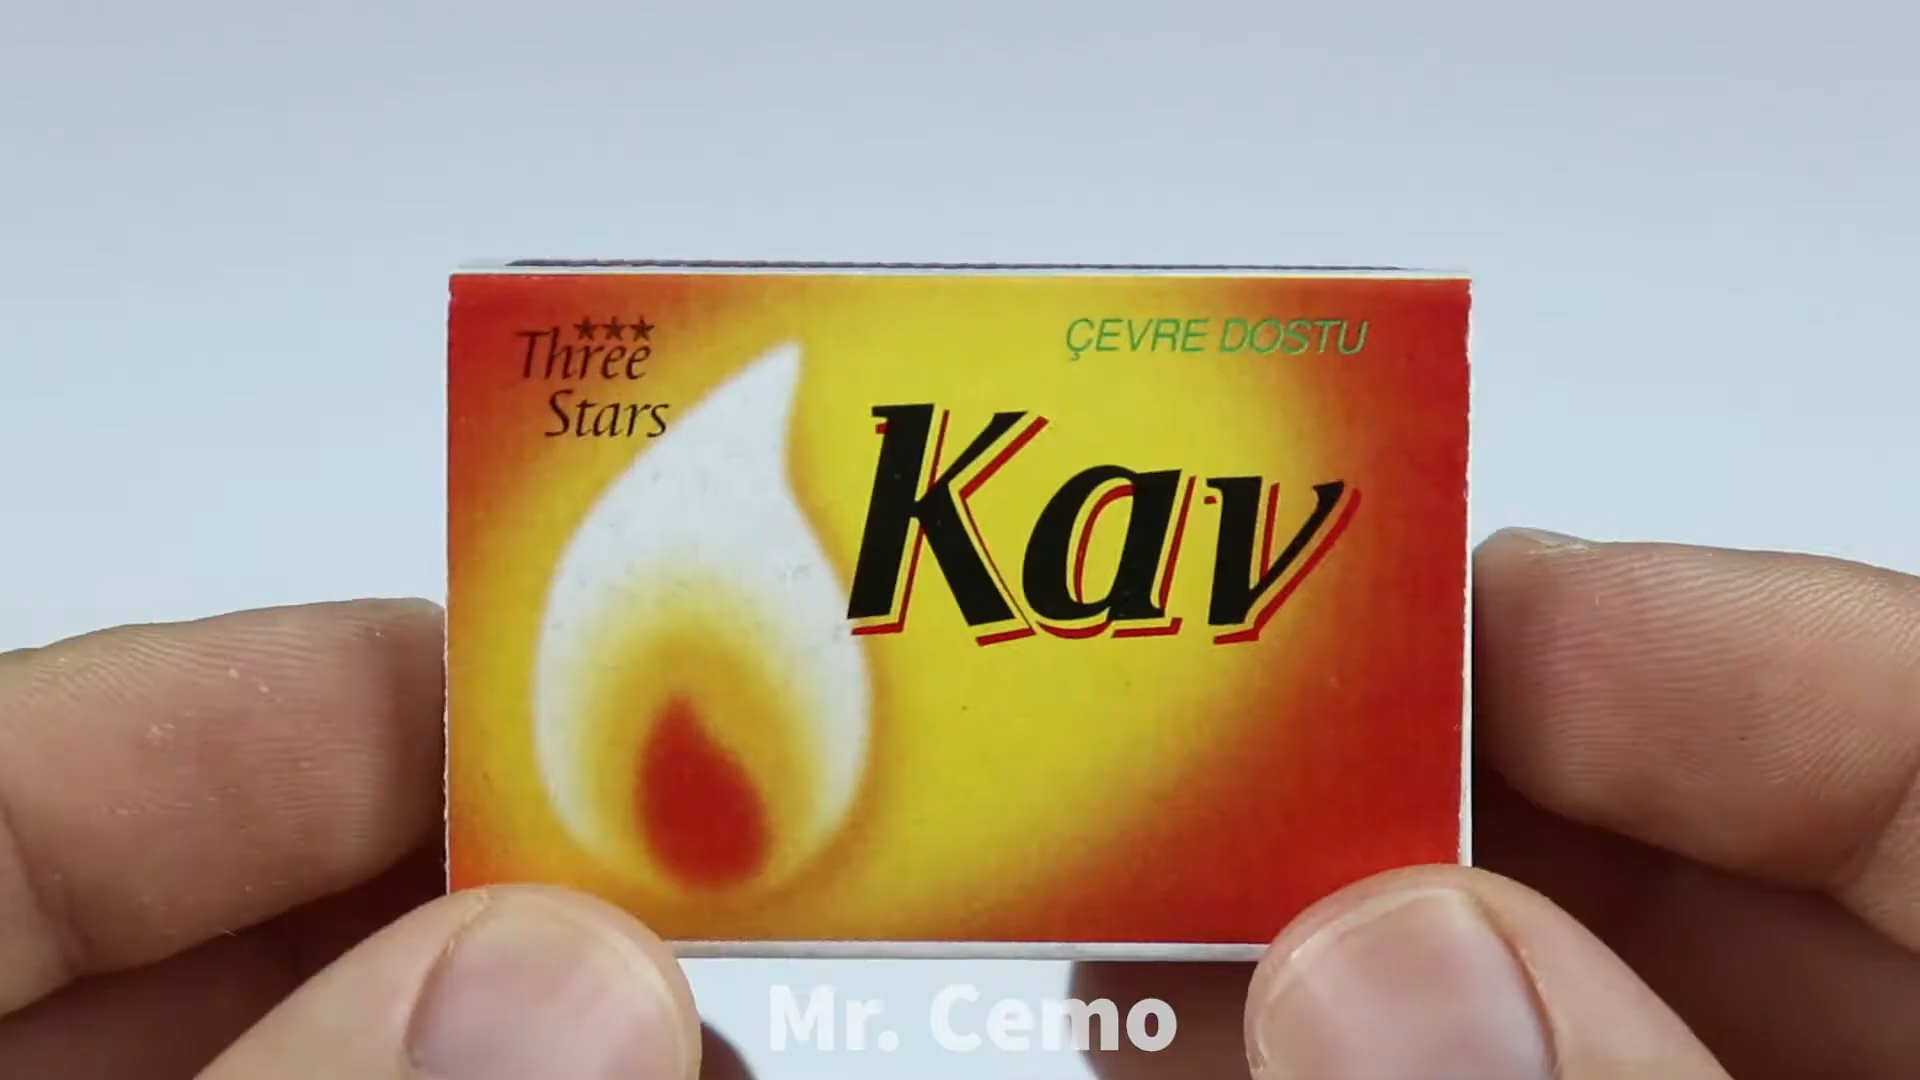 ★★★
Three
Stars
ÇEVRE DOSTU
Kav
Mr. Cemo